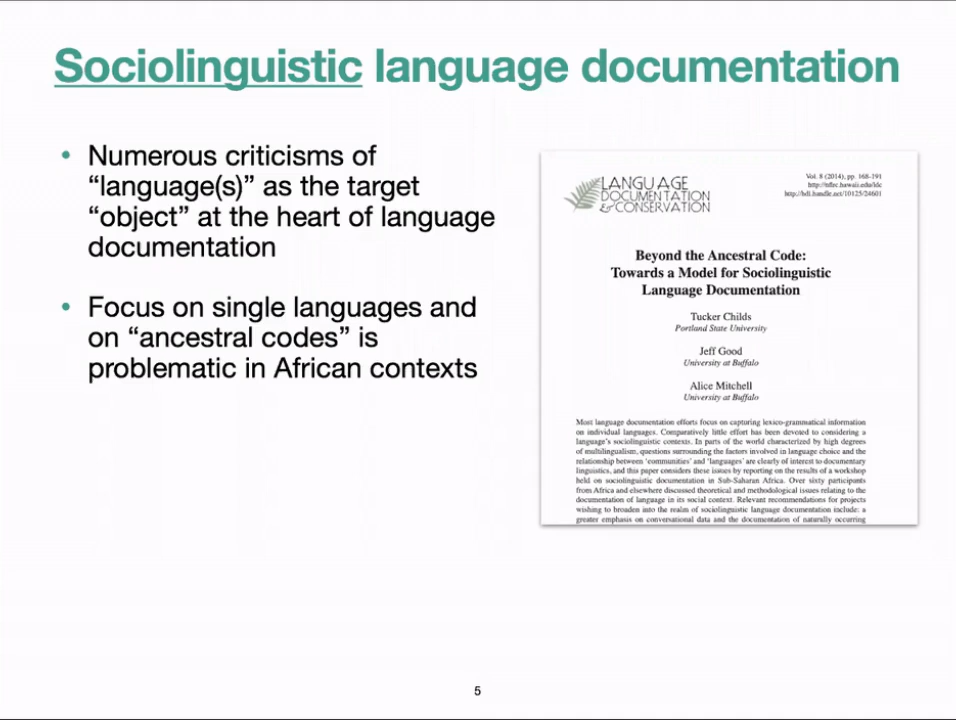 Sociolinguistic language documentation
• Numerous criticisms of
“language(s)” as the target
“object” at the heart of language
documentation
• Focus on single languages and
on “ancestral codes” is
problematic in African contexts
LANGUAGE
DOCUMENTATION
& CONSERVATION
Vol. 8 (2014), pp. 168-191
http://nflrc.hawaii.edu/ldc
http://hdl.handle.net/10125/24601
Beyond the Ancestral Code:
Towards a Model for Sociolinguistic
Language Documentation
Tucker Childs
Portland State University
Jeff Good
University at Buffalo
Alice Mitchell
University at Buffalo
Most language documentation efforts focus on capturing lexico-grammatical information
on individual languages. Comparatively little effort has been devoted to considering a
language’s sociolinguistic contexts. In parts of the world characterized by high degrees
of multilingualism, questions surrounding the factors involved in language choice and the
relationship between ‘communities’ and ‘languages’ are clearly of interest to documentary
linguistics, and this paper considers these issues by reporting on the results of a workshop
held on sociolinguistic documentation in Sub-Saharan Africa. Over sixty participants
from Africa and elsewhere discussed theoretical and methodological issues relating to the
documentation of language in its social context. Relevant recommendations for projects
wishing to broaden into the realm of sociolinguistic language documentation include: a
greater emphasis on conversational data and the documentation of naturally occurring
5